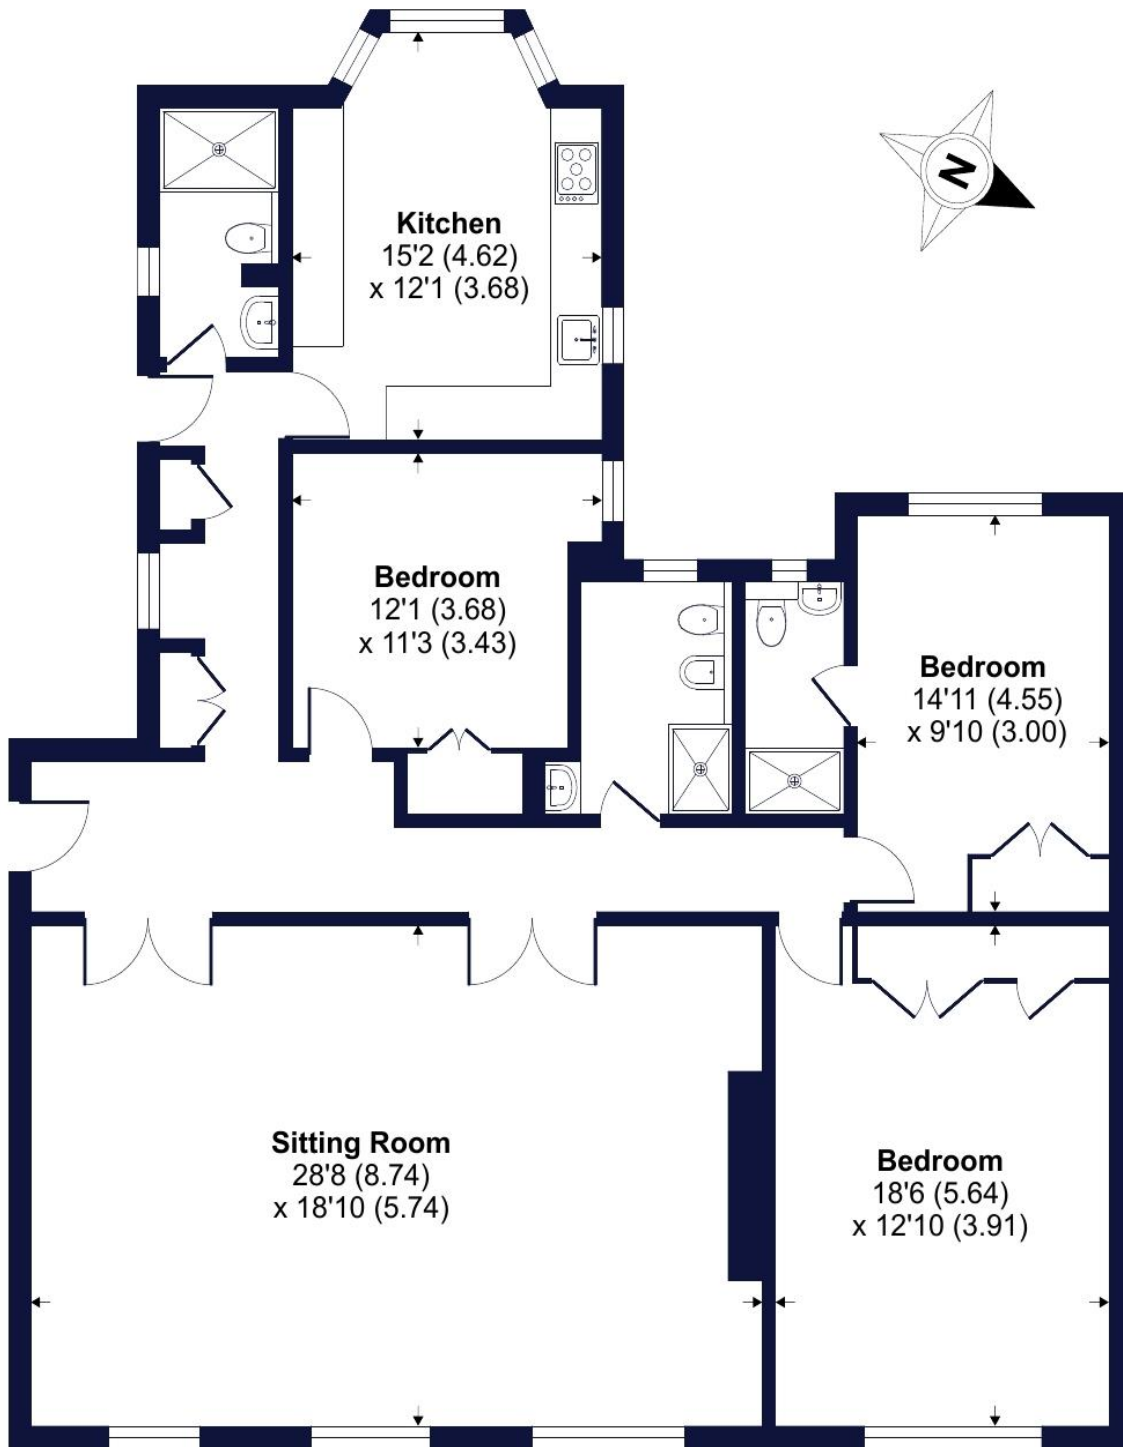 Kitchen
15'2 (4.62)
x 12'1 (3.68)
N
Bedroom
12'1 (3.68)
x 11'3 (3.43)
Bedroom
14'11 (4.55)
x 9'10 (3.00)
Sitting Room
28'8 (8.74)
x 18'10 (5.74)
Bedroom
18'6 (5.64)
x 12'10 (3.91)